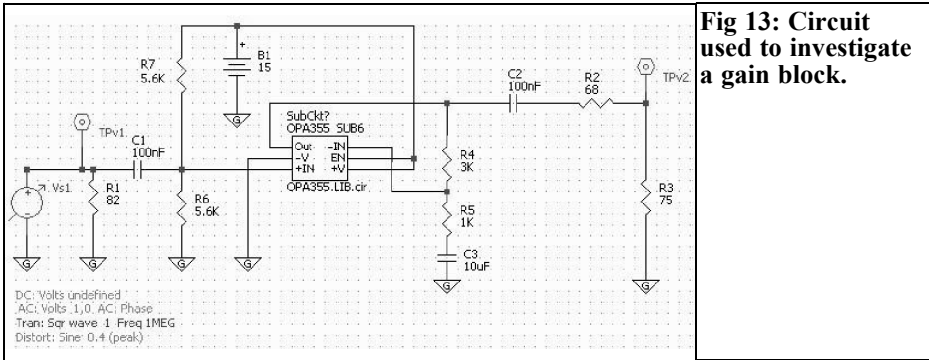 Fig 13: Circuit
used to investigate
a gain block.
B1
15
R7
5.6K
C2
100nF
R2
68
TPv2
TPv1
C1
100nF
SubCkt?
OPA355_SUB6
Out -IN
-V EN
+IN +V
OPA355.LIB.cir
R4
3K
Vs1
R1
82
R6
5.6K
R5
1K
R3
75
C3
10uF
G
G
G
G
G
G
G
DC: Volts undefined
AC: Volts 1,0 AC: Phase
Tran: Sqr wave 1 Freq 1MEG
Distort: Sine 0.4 (peak)